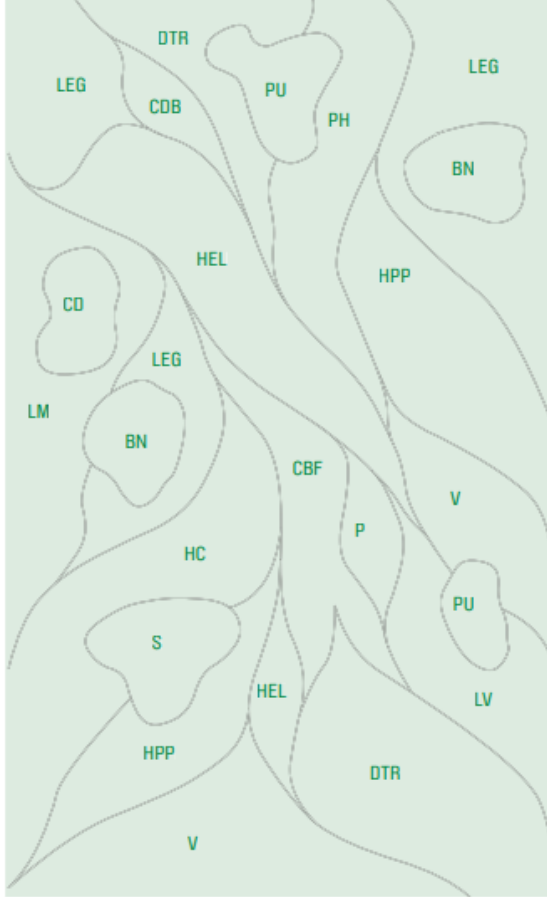 DTR
LEG
LEG
PU
CDB
PH
BN
HEL
HPP
CD
LEG
LM
BN
CBF
V
P
HC
PU
S
HEL
LV
HPP
DTR
V